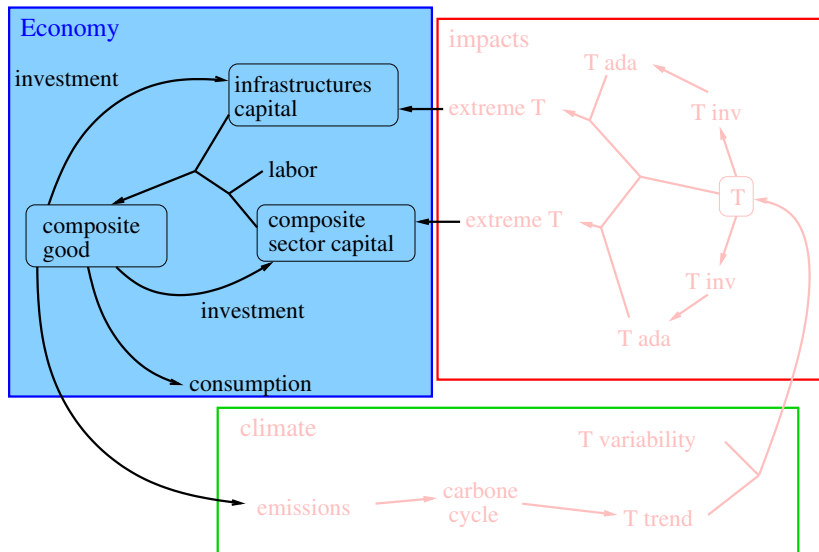 Economy
investment
infrastructures
capital
labor
composite
good
composite
sector capital
investment
consumption
impacts
T ada
T inv
extreme T
T
extreme T
T inv
T ada
climate
T variability
emissions
carbone
cycle
T trend